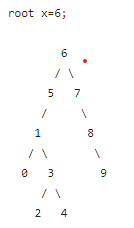 root x=6;
6
/ \
5 7
/ \
1 8
/ \ \
0 3 9
/ \
2 4